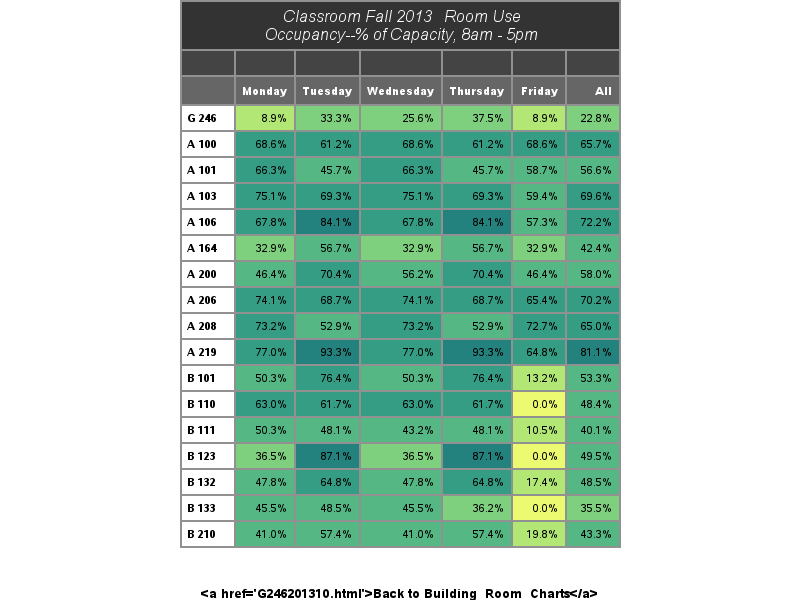 Classroom Fall 2013 Room Use
Occupancy--% of Capacity, 8am - 5pm
Monday Tuesday Wednesday Thursday Friday All
G 246 8.9% 33.3% 25.6% 37.5% 8.9% 22.8%
A 100 68.6% 61.2% 68.6% 61.2% 68.6% 65.7%
A 101 66.3% 45.7% 66.3% 45.7% 58.7% 56.6%
A 103 75.1% 69.3% 75.1% 69.3% 59.4% 69.6%
A 106 67.8% 84.1% 67.8% 84.1% 57.3% 72.2%
A 164 32.9% 56.7% 32.9% 56.7% 32.9% 42.4%
A 200 46.4% 70.4% 56.2% 70.4% 46.4% 58.0%
A 206 74.1% 68.7% 74.1% 68.7% 65.4% 70.2%
A 208 73.2% 52.9% 73.2% 52.9% 72.7% 65.0%
A 219 77.0% 93.3% 77.0% 93.3% 64.8% 81.1%
B 101 50.3% 76.4% 50.3% 76.4% 13.2% 53.3%
B 110 63.0% 61.7% 63.0% 61.7% 0.0% 48.4%
B 111 50.3% 48.1% 43.2% 48.1% 10.5% 40.1%
B 123 36.5% 87.1% 36.5% 87.1% 0.0% 49.5%
B 132 47.8% 64.8% 47.8% 64.8% 17.4% 48.5%
B 133 45.5% 48.5% 45.5% 36.2% 0.0% 35.5%
B 210 41.0% 57.4% 41.0% 57.4% 19.8% 43.3%
<a href='G246201310.html'>Back to Building Room Charts</a>